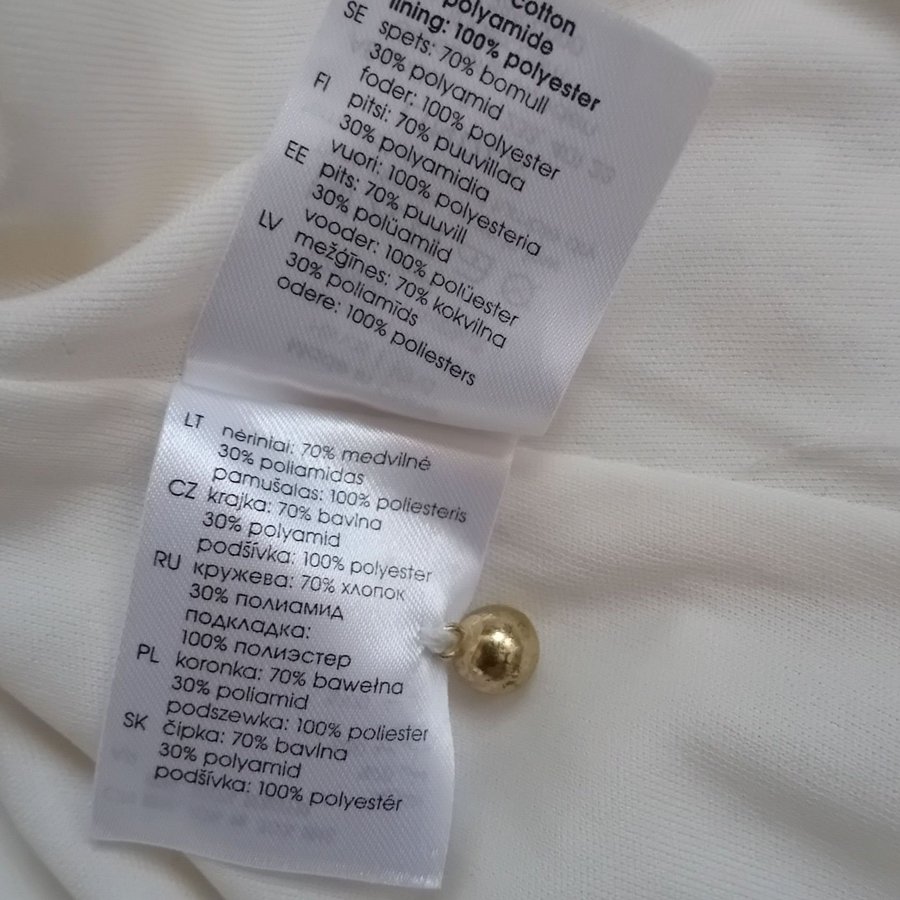 cotton
polyamide
lining: 100% polyester
SE spets: 70% bomull
30% polyamid
foder: 100% polyester
FI pitsi: 70% puuvillaa
30% polyamidia
vuori: 100% polyesteria
EE pits: 70% puuvill
30% polüamiid
vooder: 100% polüester
LV mežģīnes: 70% kokvilna
30% poliamīds
odere: 100% poliesters
LT nėriniai: 70% medvilnė
30% poliamidas
pamušalas: 100% poliesteris
CZ krajka: 70% bavlna
30% polyamid
podšívka: 100% polyester
RU кружева: 70% хлопок
30% полиамид
подкладка:
100% полиэстер
PL koronka: 70% bawełna
30% poliamid
podszewka: 100% poliester
SK čipka: 70% bavlna
30% polyamid
podšívka: 100% polyestér